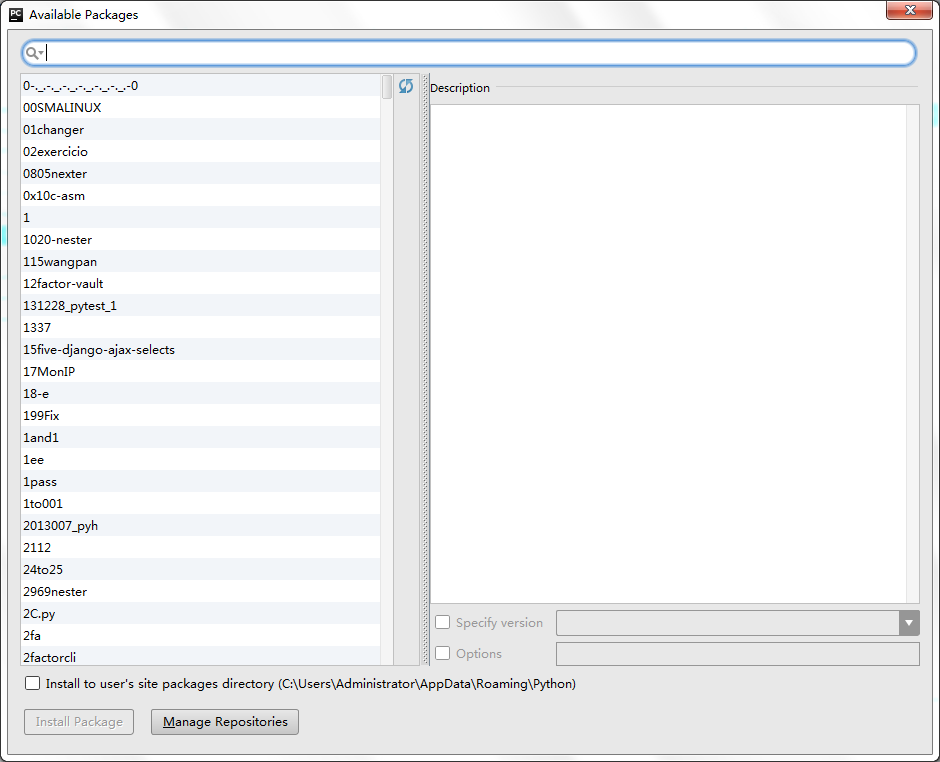 PC Available Packages
0-._.-._.-._.-._.-._.-._.-0
Description
00SMALINUX
01changer
02exercicio
0805nexter
0x10c-asm
1
1020-nester
115wangpan
12factor-vault
131228_pytest_1
1337
15five-django-ajax-selects
17MonIP
18-e
199Fix
1and1
1ee
1pass
1to001
2013007_pyh
2112
24to25
2969nester
2C.py
2fa
2factorcli
Specify version
Options
Install to user's site packages directory (C:\Users\Administrator\AppData\Roaming\Python)
Install Package
Manage Repositories